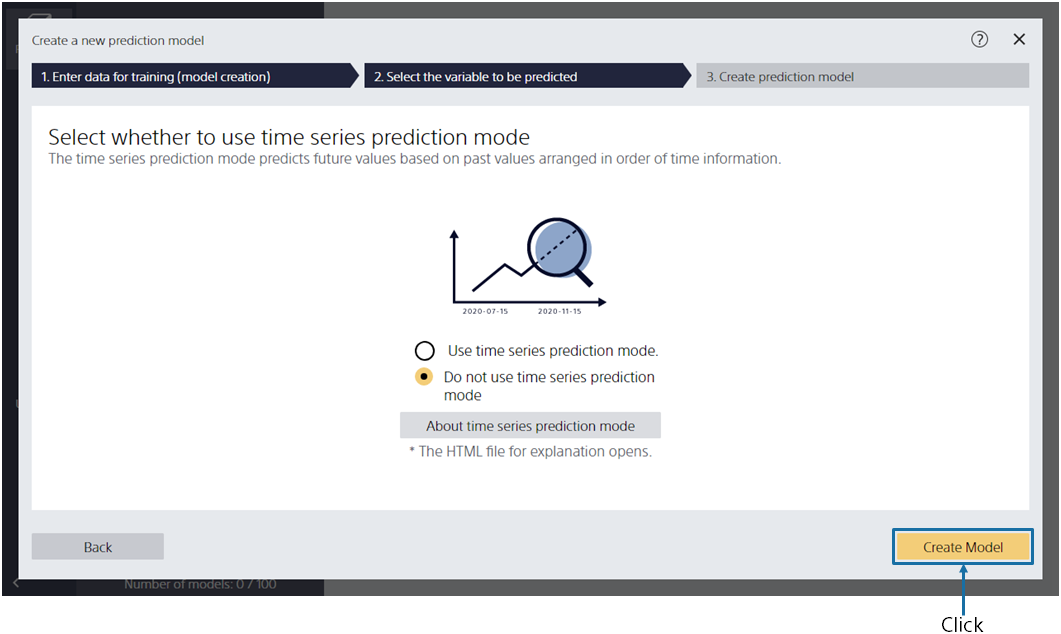 Create a new prediction model
?
1. Enter data for training (model creation)
2. Select the variable to be predicted
3. Create prediction model
Select whether to use time series prediction mode
The time series prediction mode predicts future values based on past values arranged in order of time information.
2020-07-15
2020-11-15
Use time series prediction mode.
Do not use time series prediction
mode
About time series prediction mode
* The HTML file for explanation opens.
Back
Create Model
Number of models: 0 / 100
Click